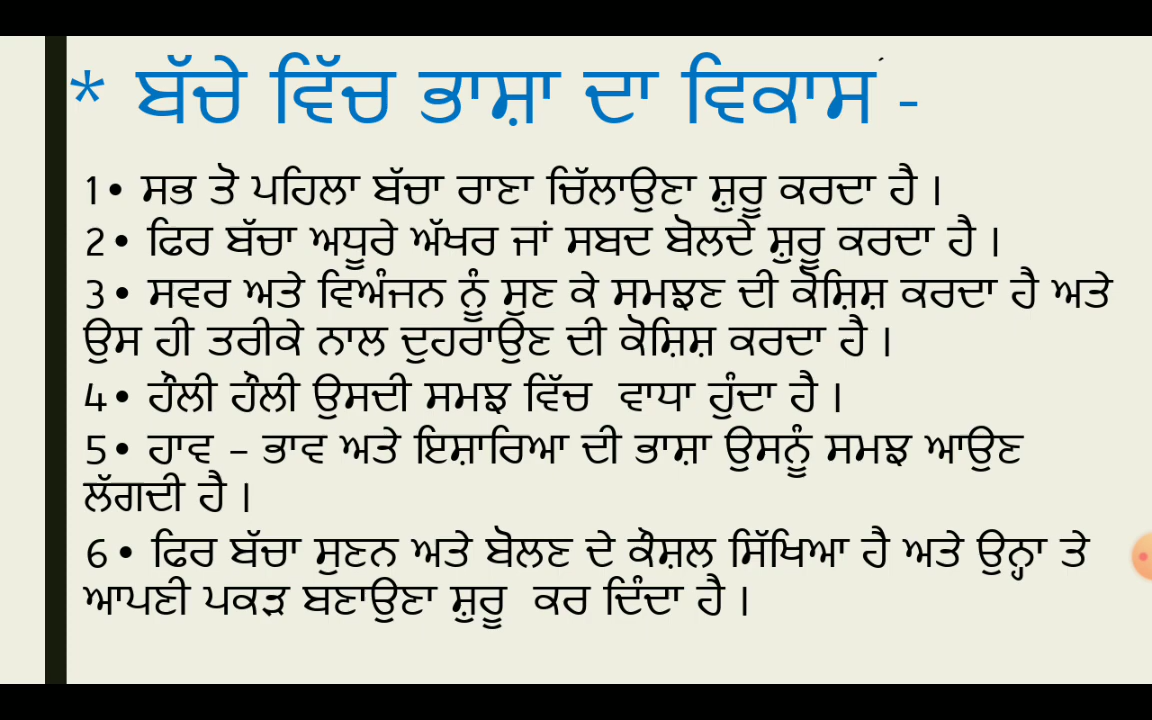 * ਬੱਚੇ ਵਿੱਚ ਭਾਸ਼ਾ ਦਾ ਵਿਕਾਸ -
1• ਸਭ ਤੋ ਪਹਿਲਾ ਬੱਚਾ ਰਾਣਾ ਚਿੱਲਾਉਣਾ ਸ਼ੁਰੂ ਕਰਦਾ ਹੈ ।
2• ਫਿਰ ਬੱਚਾ ਅਧੂਰੇ ਅੱਖਰ ਜਾਂ ਸਬਦ ਬੋਲਦੇ ਸ਼ੁਰੂ ਕਰਦਾ ਹੈ ।
3• ਸਵਰ ਅਤੇ ਵਿਅੰਜਨ ਨੂੰ ਸੁਣ ਕੇ ਸਮਝਣ ਦੀ ਕੋਸ਼ਿਸ਼ ਕਰਦਾ ਹੈ ਅਤੇ
ਉਸ ਹੀ ਤਰੀਕੇ ਨਾਲ ਦੁਹਰਾਉਣ ਦੀ ਕੋਸ਼ਿਸ਼ ਕਰਦਾ ਹੈ ।
4• ਹੌਲੀ ਹੌਲੀ ਉਸਦੀ ਸਮਝ ਵਿੱਚ ਵਾਧਾ ਹੁੰਦਾ ਹੈ ।
5• ਹਾਵ – ਭਾਵ ਅਤੇ ਇਸ਼ਾਰਿਆ ਦੀ ਭਾਸ਼ਾ ਉਸਨੂੰ ਸਮਝ ਆਉਣ
ਲੱਗਦੀ ਹੈ ।
6• ਫਿਰ ਬੱਚਾ ਸੁਣਨ ਅਤੇ ਬੋਲਣ ਦੇ ਕੌਸ਼ਲ ਸਿੱਖਿਆ ਹੈ ਅਤੇ ਉਨ੍ਹਾ ਤੇ
ਆਪਣੀ ਪਕੜ ਬਣਾਉਣਾ ਸ਼ੁਰੂ ਕਰ ਦਿੰਦਾ ਹੈ ।